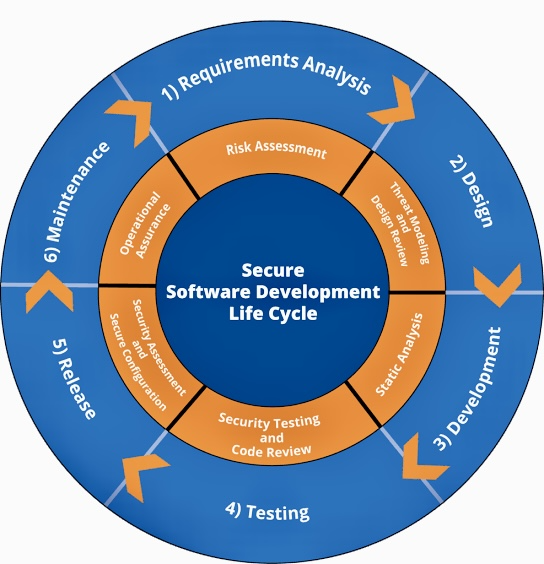 Secure
Software Development
Life Cycle
1) Requirements Analysis
Risk Assessment
2) Design
Threat Modeling
and
Design Review
3) Development
Static Analysis
4) Testing
Security Testing
and
Code Review
5) Release
Security Assessment
and
Secure Configuration
6) Maintenance
Operational
Assurance